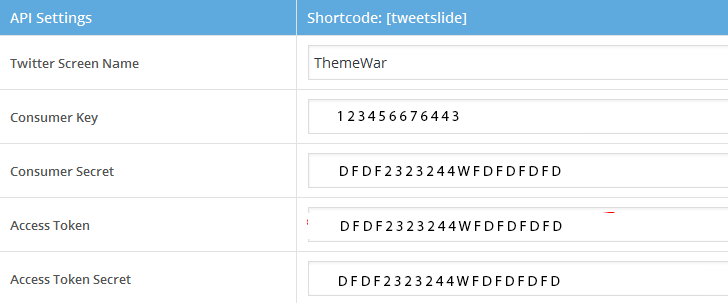 API Settings Shortcode: [tweetslide]
Twitter Screen Name ThemeWar
Consumer Key 123456676443
Consumer Secret DFDF2323244WFDFDFDFD
Access Token DFDF2323244WFDFDFDFD
Access Token Secret DFDF2323244WFDFDFDFD